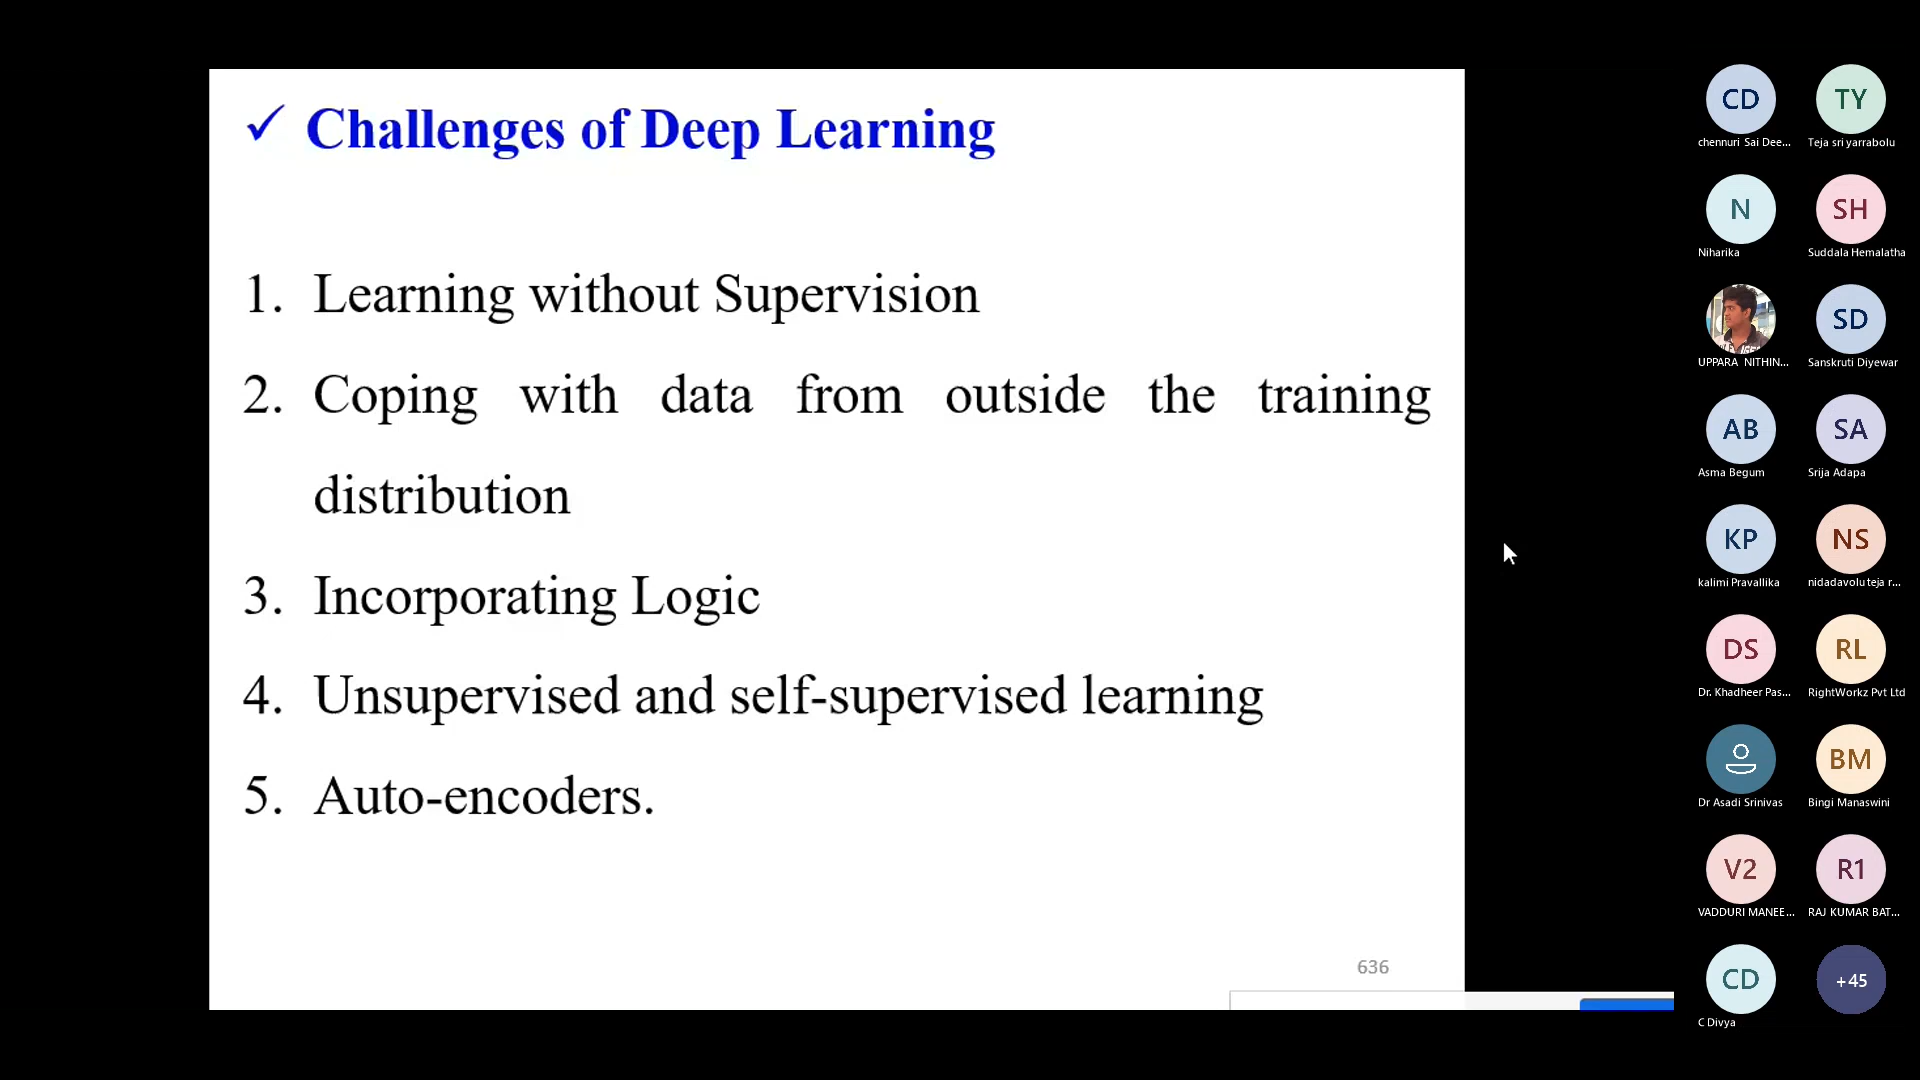 ✓ Challenges of Deep Learning
1. Learning without Supervision
2. Coping with data from outside the training
distribution
3. Incorporating Logic
4. Unsupervised and self-supervised learning
5. Auto-encoders.
636
CD
chennuri Sai Dee...
TY
Teja sri yarrabolu
N
Niharika
SH
Suddala Hemalatha
UPPARA NITHIN...
SD
Sanskruti Diyewar
AB
Asma Begum
SA
Srija Adapa
KP
kalimi Pravallika
NS
nidadavolu teja r...
DS
Dr. Khadheer Pas...
RL
RightWorkz Pvt Ltd
Dr Asadi Srinivas
BM
Bingi Manaswini
V2
VADDURI MANEE...
R1
RAJ KUMAR BAT...
CD
C Divya
+45